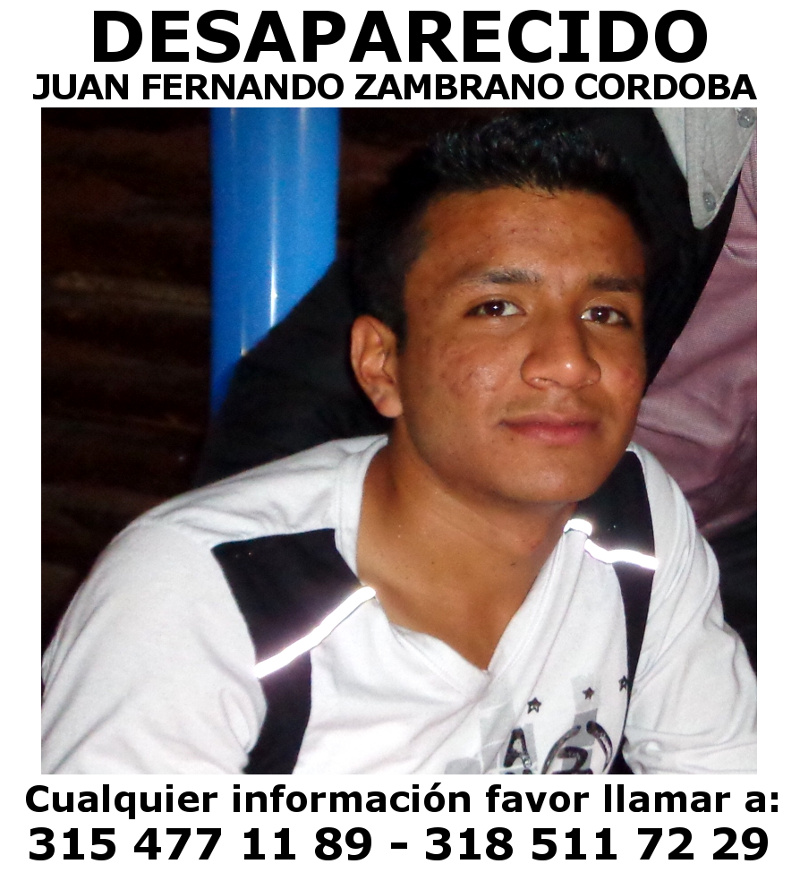 DESAPARECIDO
JUAN FERNANDO ZAMBRANO CORDOBA
Cualquier información favor llamar a:
315 477 11 89 - 318 511 72 29